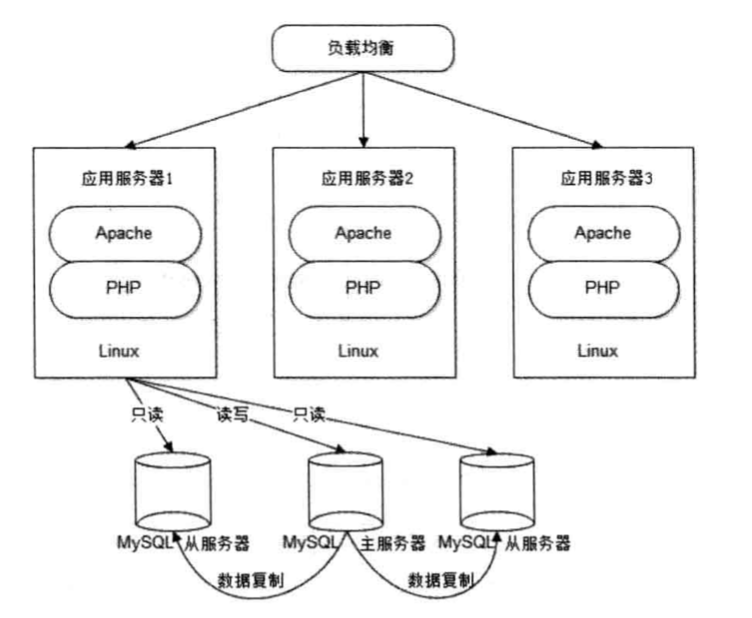 负载均衡
应用服务器1
应用服务器2
应用服务器3
Apache
Apache
Apache
PHP
PHP
PHP
Linux
Linux
Linux
只读
读写
只读
MySQL 从服务器
MySQL 主服务器
MySQL 从服务器
数据复制
数据复制